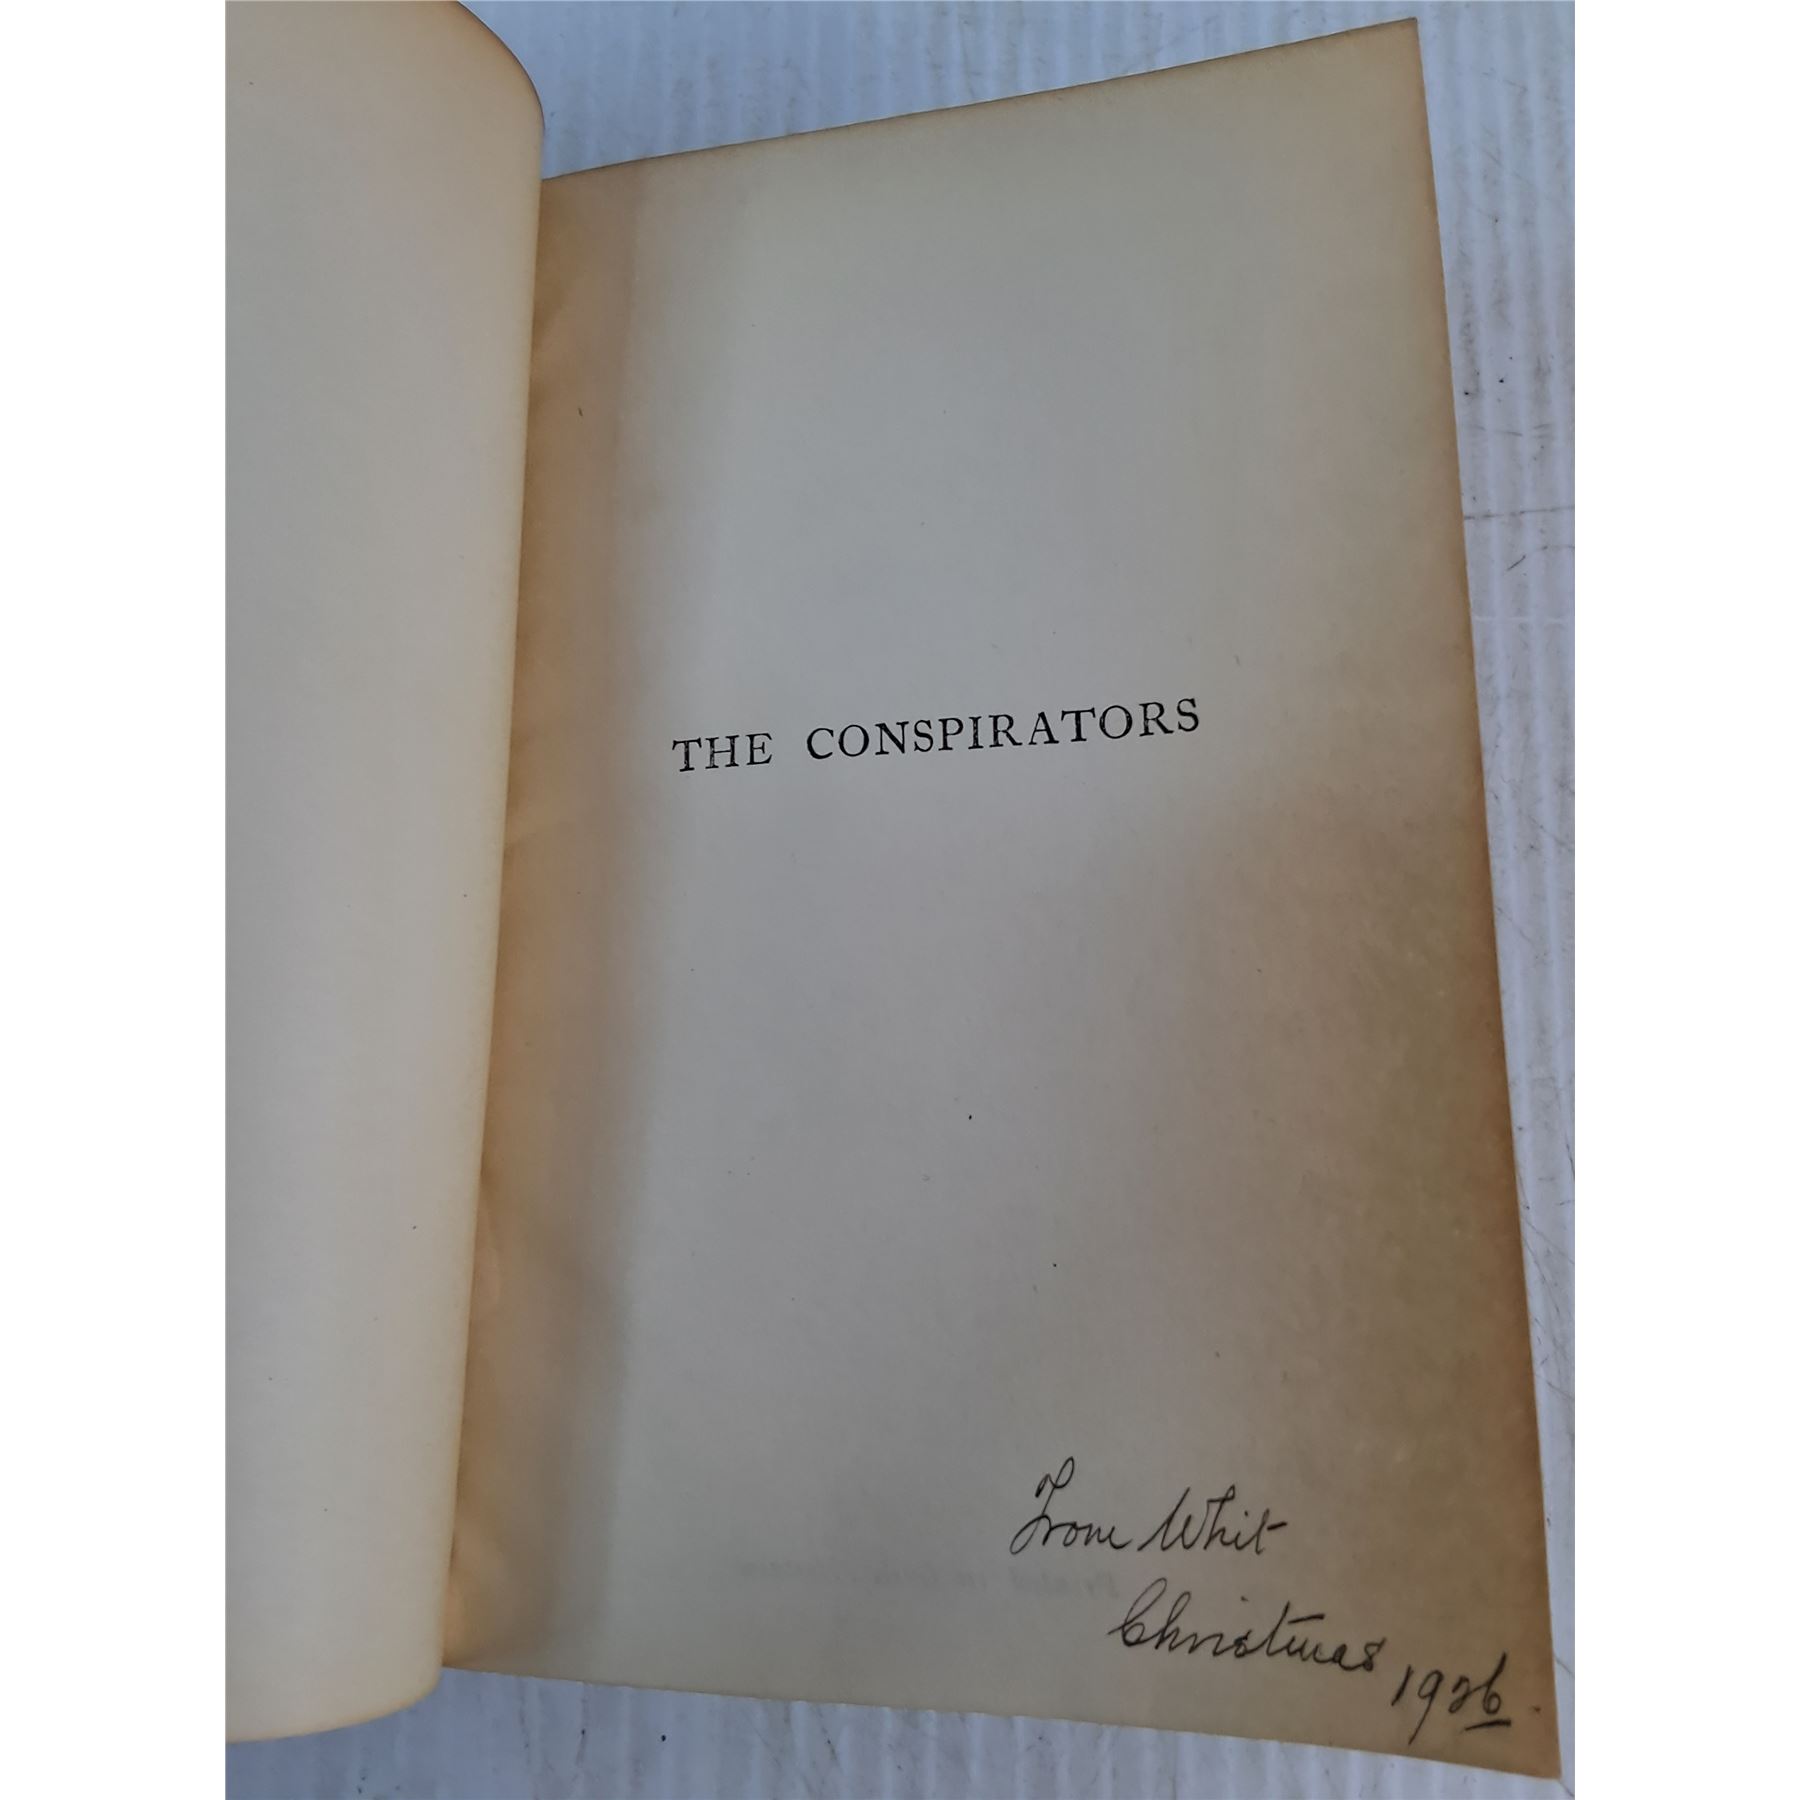 THE CONSPIRATORS
From Whit
Christmas
1926.